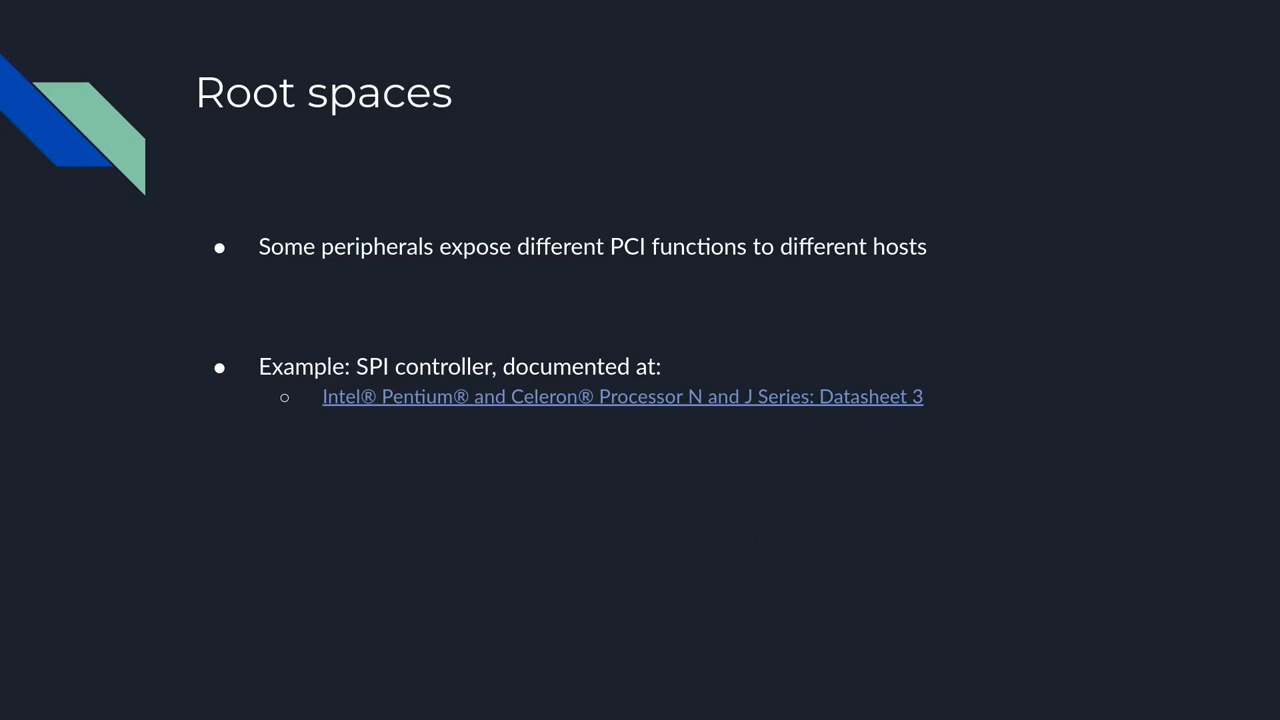 Root spaces
● Some peripherals expose different PCI functions to different hosts
● Example: SPI controller, documented at:
○ Intel® Pentium® and Celeron® Processor N and J Series: Datasheet 3